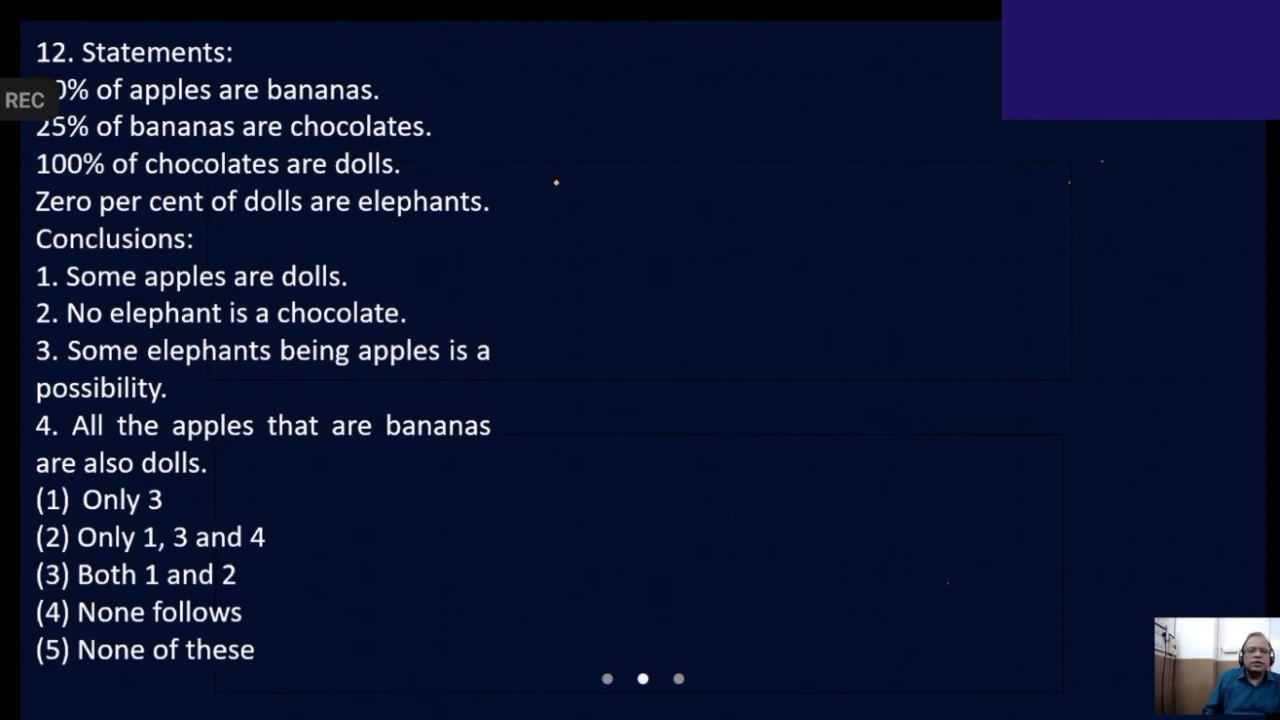 12. Statements:
0% of apples are bananas.
REC
25% of bananas are chocolates.
100% of chocolates are dolls.
Zero per cent of dolls are elephants.
Conclusions:
1. Some apples are dolls.
2. No elephant is a chocolate.
3. Some elephants being apples is a
possibility.
4. All the apples that are bananas
are also dolls.
(1) Only 3
(2) Only 1, 3 and 4
(3) Both 1 and 2
(4) None follows
(5) None of these